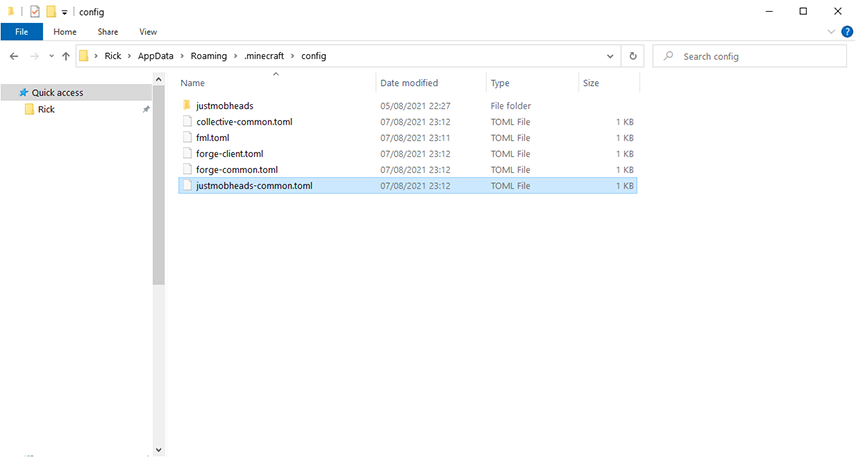 config
File Home Share View
Rick AppData Roaming .minecraft config Search config
Name Date modified Type Size
Quick access
Rick
justmobheads 05/08/2021 22:27 File folder
collective-common.toml 07/08/2021 23:12 TOML File 1 KB
fml.toml 07/08/2021 23:11 TOML File 1 KB
forge-client.toml 07/08/2021 23:12 TOML File 1 KB
forge-common.toml 07/08/2021 23:12 TOML File 1 KB
justmobheads-common.toml 07/08/2021 23:12 TOML File 1 KB